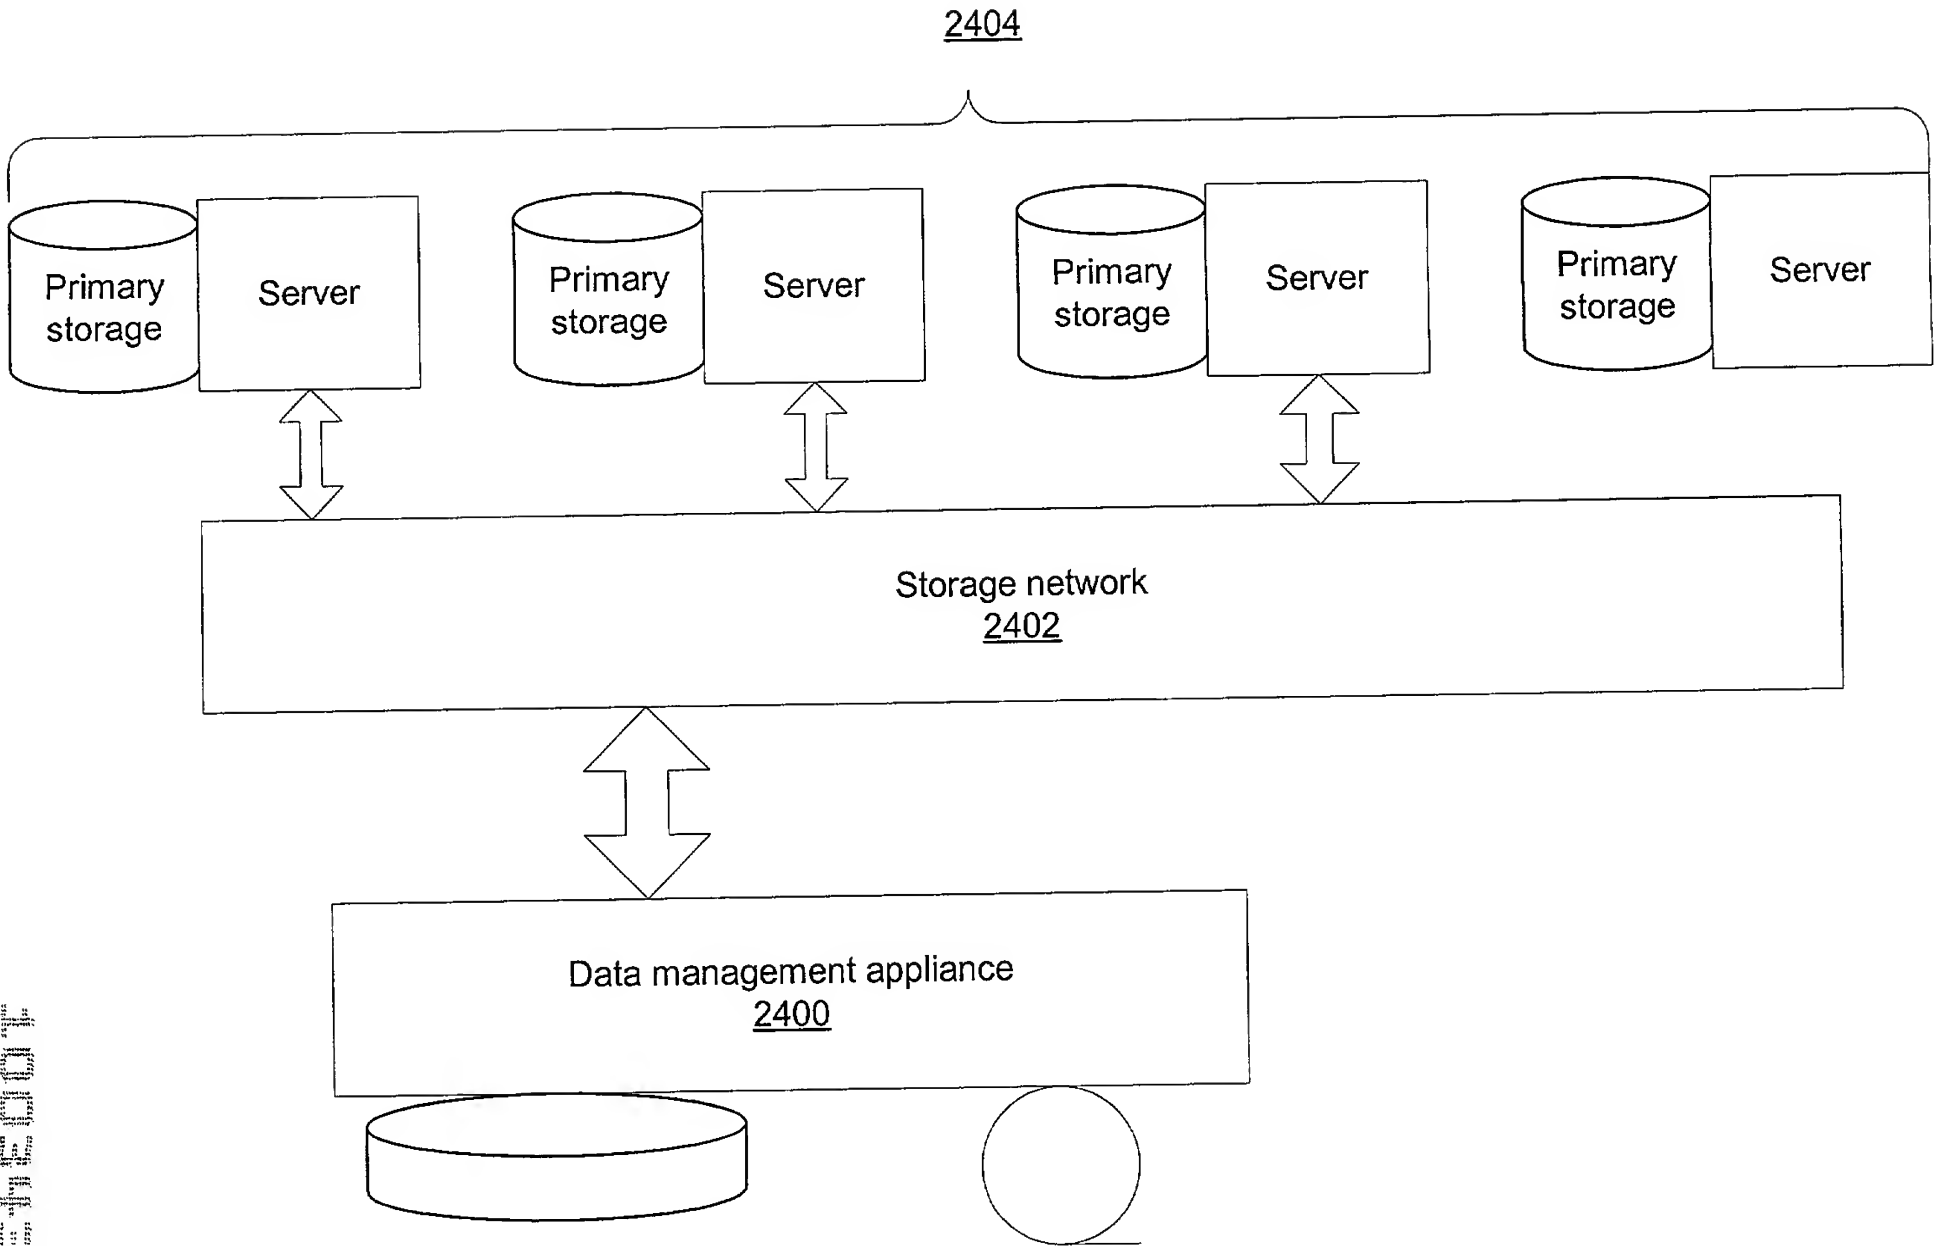 2404
Primary
storage
Server
Primary
storage
Server
Primary
storage
Server
Primary
storage
Server
Storage network
2402
Data management appliance
2400